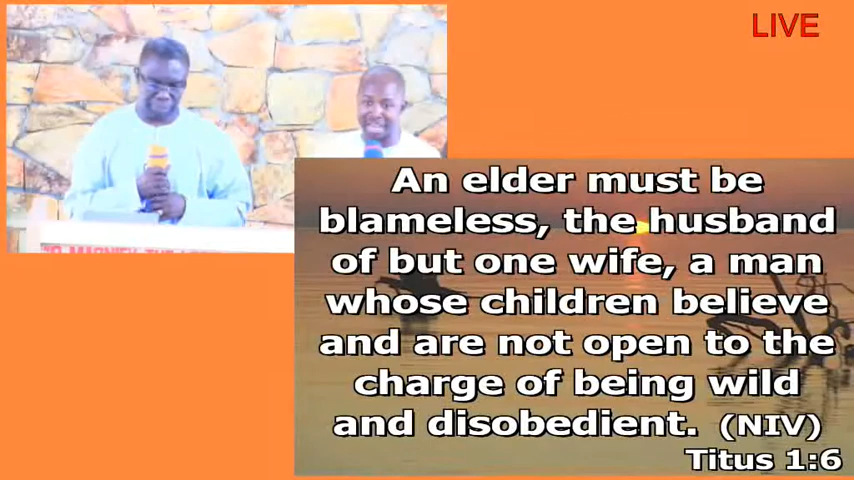 LIVE
An elder must be
blameless, the husband
of but one wife, a man
whose children believe
and are not open to the
charge of being wild
and disobedient. (NIV)
Titus 1:6